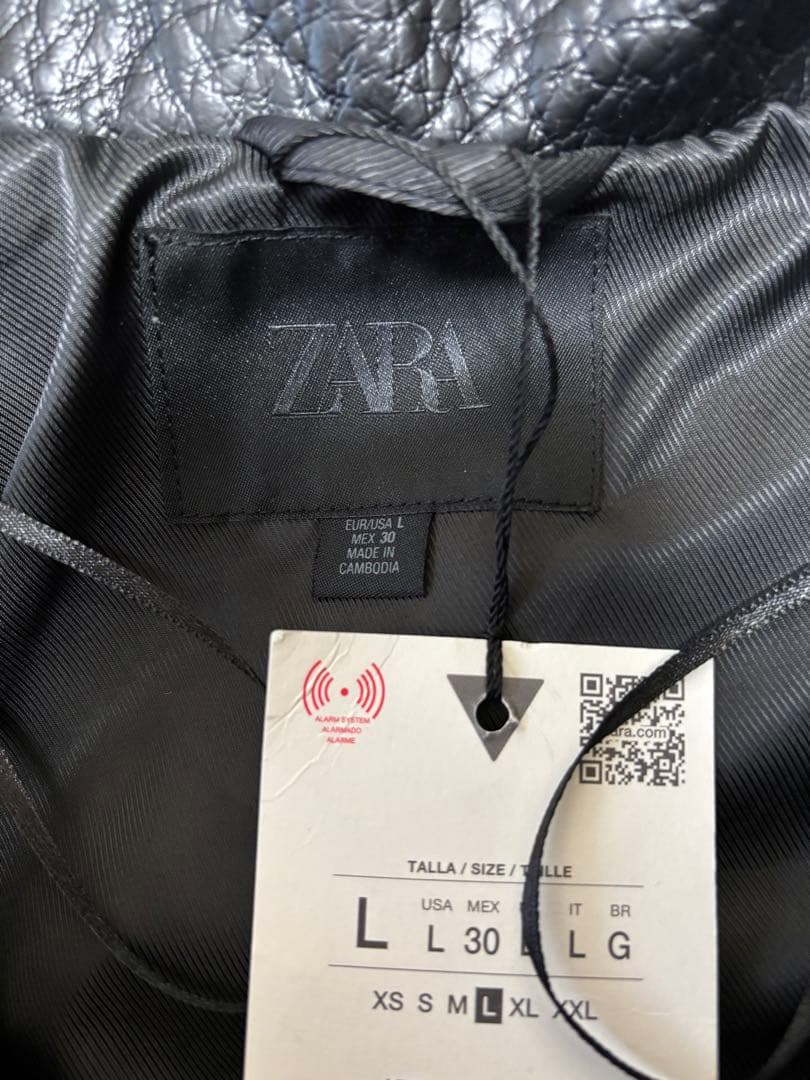 ZARA
EUR/USA L
MEX 30
MADE IN
CAMBODIA
ALARM SYSTEM
ALARMADO
ALARME
TALLA / SIZE /
USA MEX IT BR
L L 30 L G
XS S M L XL XXL